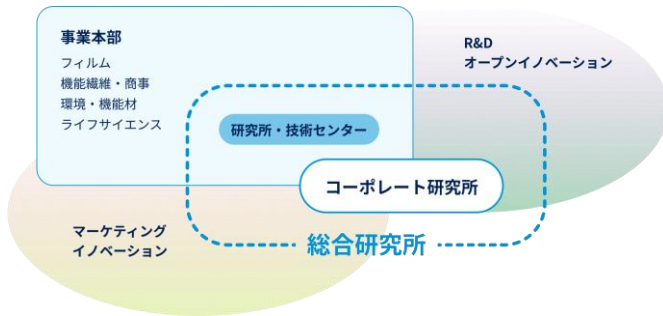 事業本部
フィルム
機能繊維・商事
環境・機能材
ライフサイエンス
R&D
オープンイノベーション
研究所・技術センター
コーポレート研究所
マーケティング
イノベーション
総合研究所